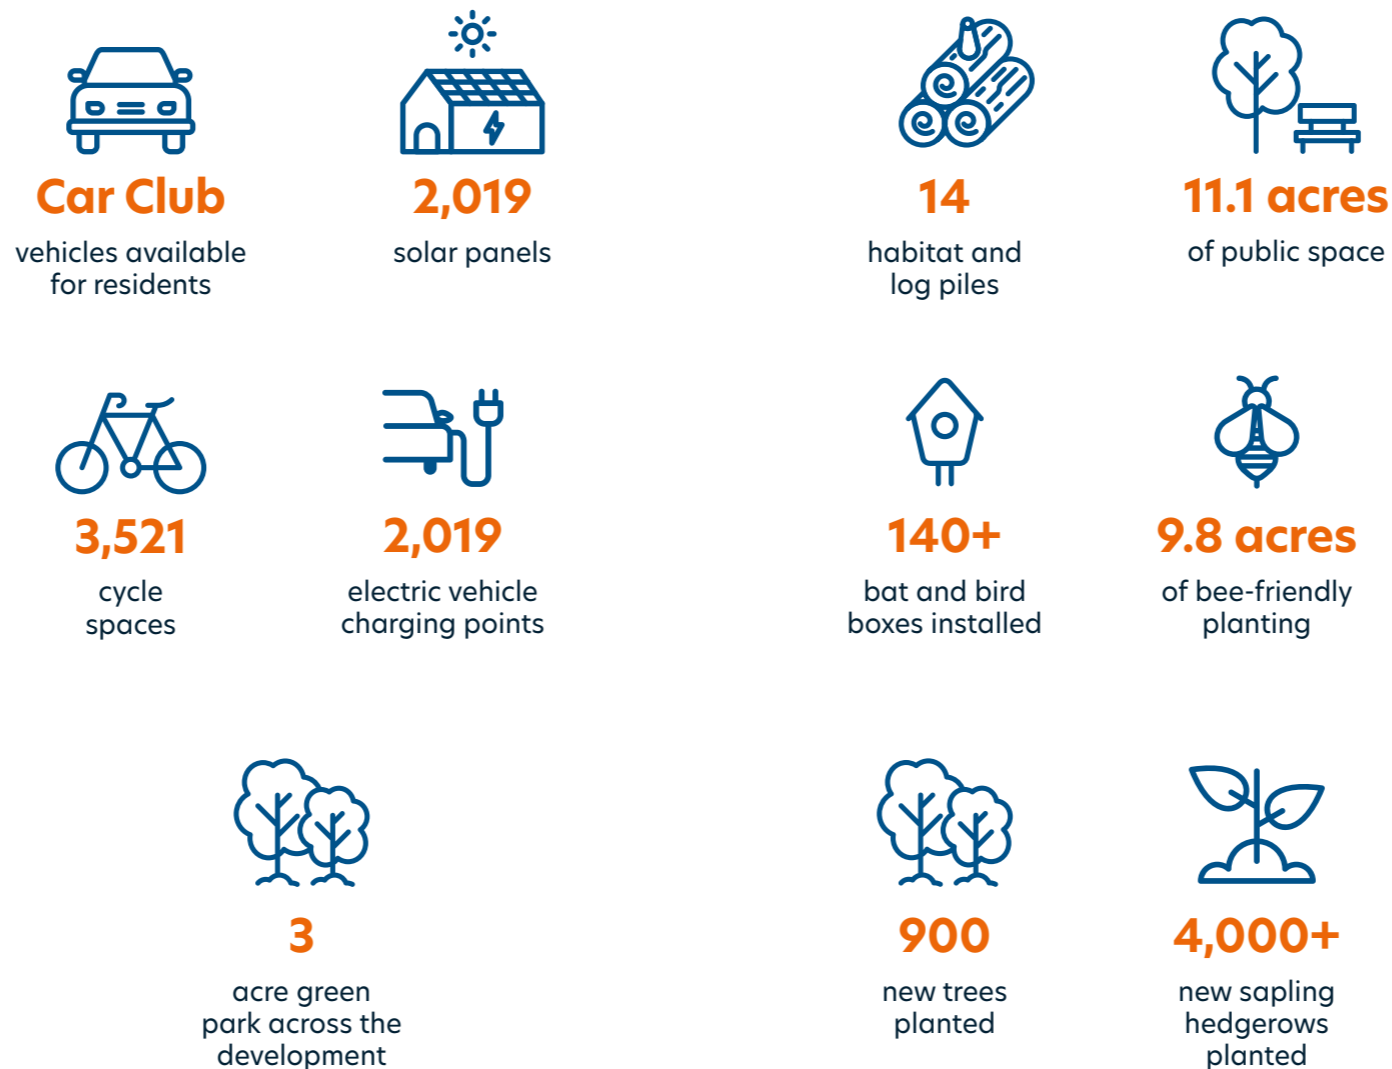 Car Club
vehicles available
for residents
2,019
solar panels
14
habitat and
log piles
11.1 acres
of public space
3,521
cycle
spaces
2,019
electric vehicle
charging points
140+
bat and bird
boxes installed
9.8 acres
of bee-friendly
planting
3
acre green
park across the
development
900
new trees
planted
4,000+
new sapling
hedgerows
planted